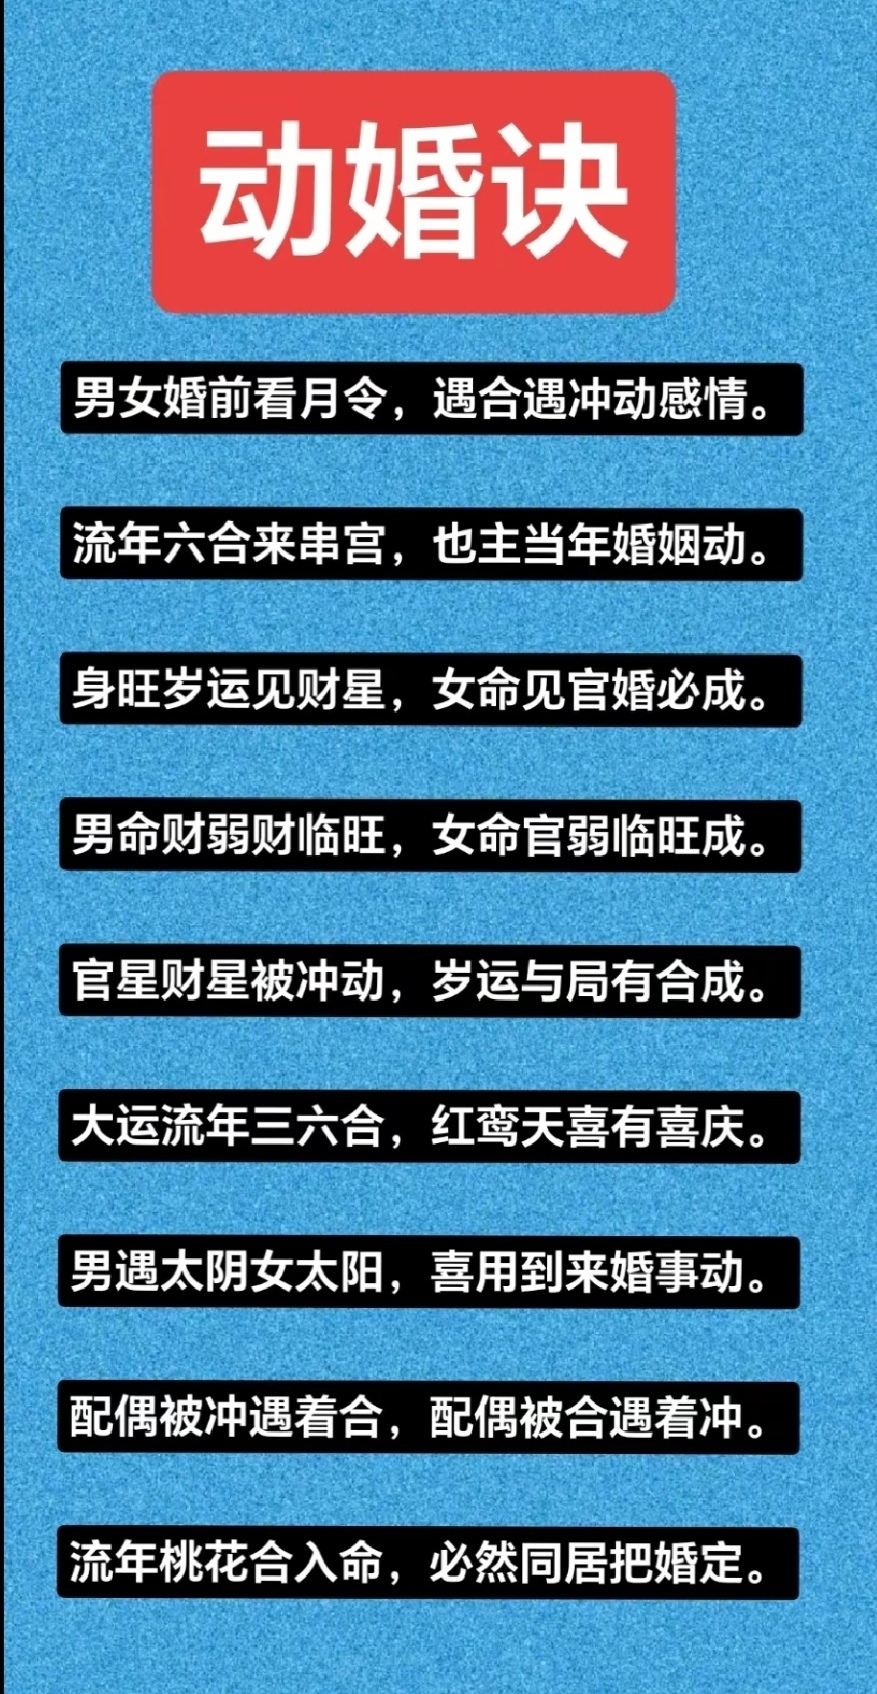 动婚诀
男女婚前看月令，遇合遇冲动感情。
流年六合来串宫，也主当年婚姻动。
身旺岁运见财星，女命见官婚必成。
男命财弱财临旺，女命官弱临旺成。
官星财星被冲动，岁运与局有合成。
大运流年三六合，红鸾天喜有喜庆。
男遇太阴女太阳，喜用到来婚事动。
配偶被冲遇着合，配偶被合遇着冲。
流年桃花合入命，必然同居把婚定。